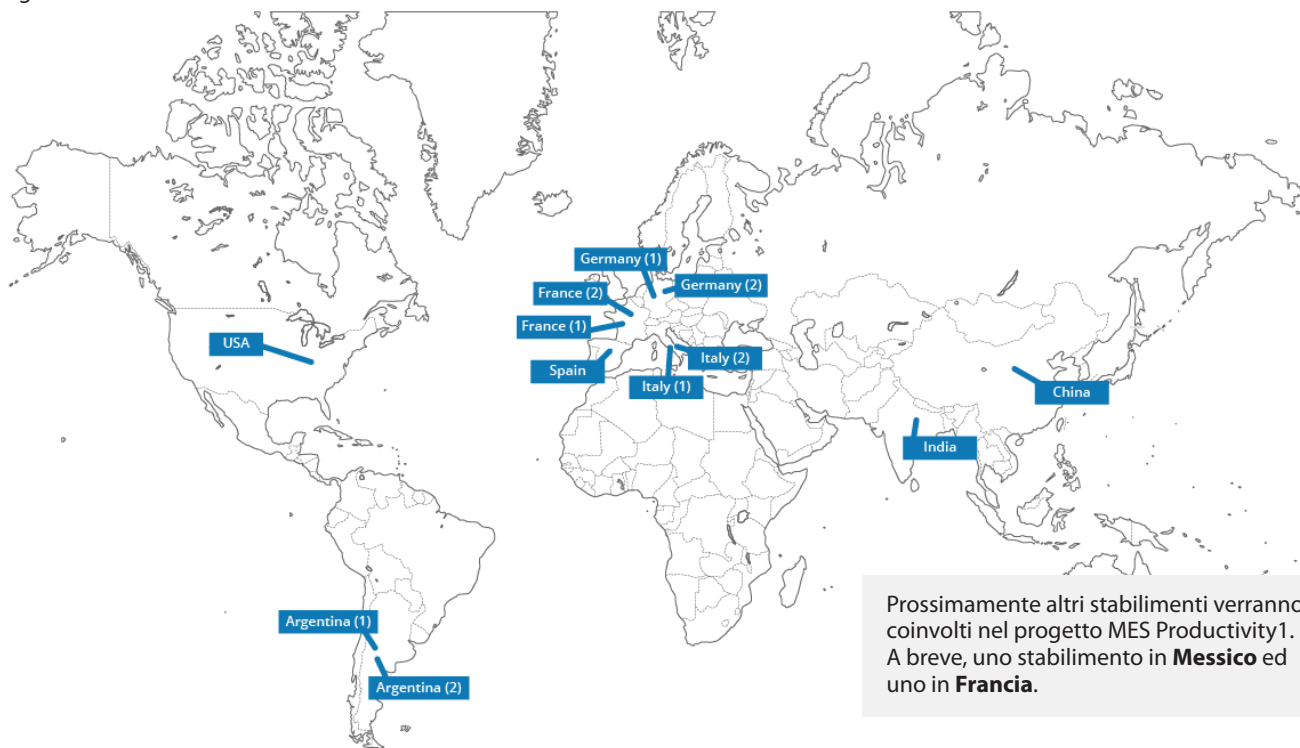 Germany (1)
Germany (2)
France (2)
France (1)
USA
Italy (2)
Spain
Italy (1)
China
India
Argentina (1)
Argentina (2)
Prossimamente altri stabilimenti verranno
coinvolti nel progetto MES Productivity1.
A breve, uno stabilimento in Messico ed
uno in Francia.